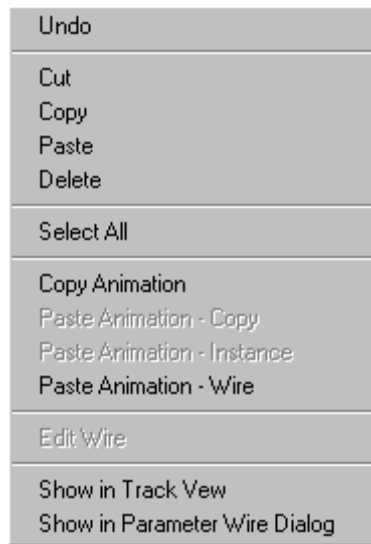 Undo
Cut
Copy
Paste
Delete
Select All
Copy Animation
Paste Animation - Copy
Paste Animation - Instance
Paste Animation - Wire
Edit Wire
Show in Track Vew
Show in Parameter Wire Dialog